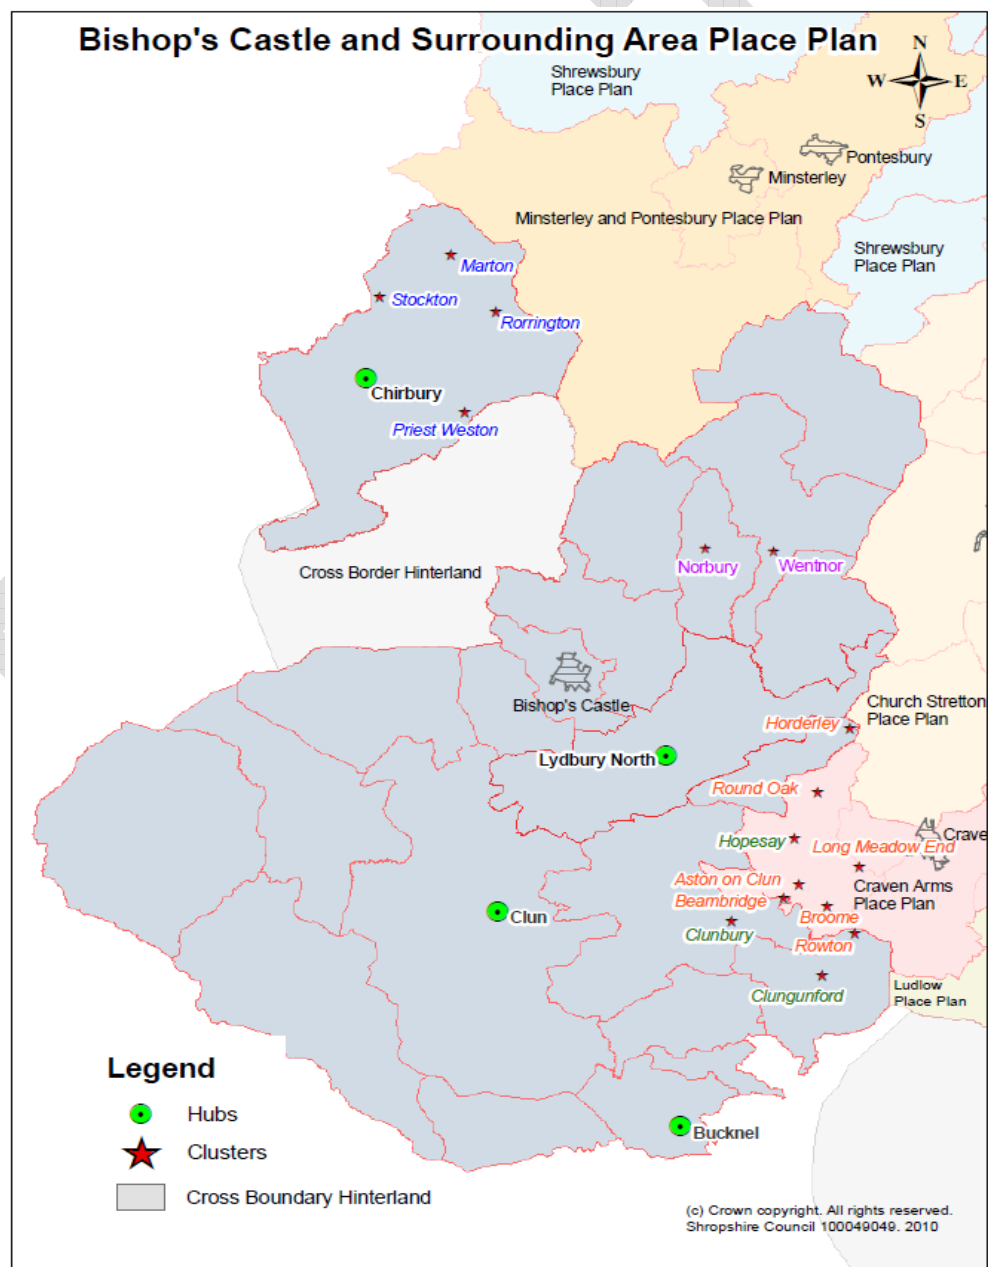 Bishop's Castle and Surrounding Area Place Plan
N
W
E
S
Shrewsbury
Place Plan
Pontesbury
Minsterley
Minsterley and Pontesbury Place Plan
Shrewsbury
Place Plan
Marton
Stockton
Rorrington
Chirbury
Priest Weston
Cross Border Hinterland
Norbury
Wentnor
Bishop's Castle
Church Stretton
Place Plan
Horderley
Lydbury North
Round Oak
Hopesay
Crave
Long Meadow End
Aston on Clun
Craven Arms
Place Plan
Beambridge
Broome
Clun
Clunbury
Rowton
Clungunford
Ludlow
Place Plan
Legend
Hubs
Bucknel
Clusters
Cross Boundary Hinterland
(c) Crown copyright. All rights reserved.
Shropshire Council 100049049. 2010